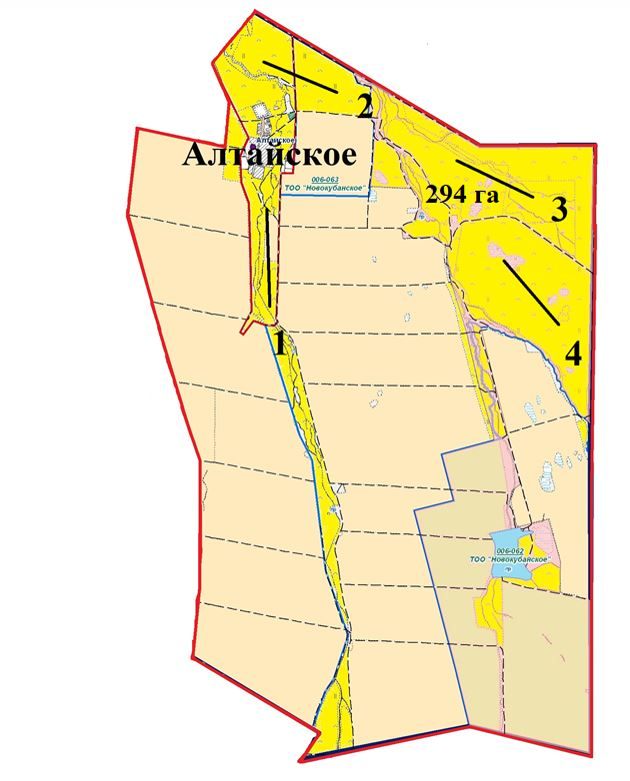 2
Алтайское
Алтайское
006-063
ТОО "Новокубанское"
294 га
3
1
4
006-062
ТОО "Новокубанское"